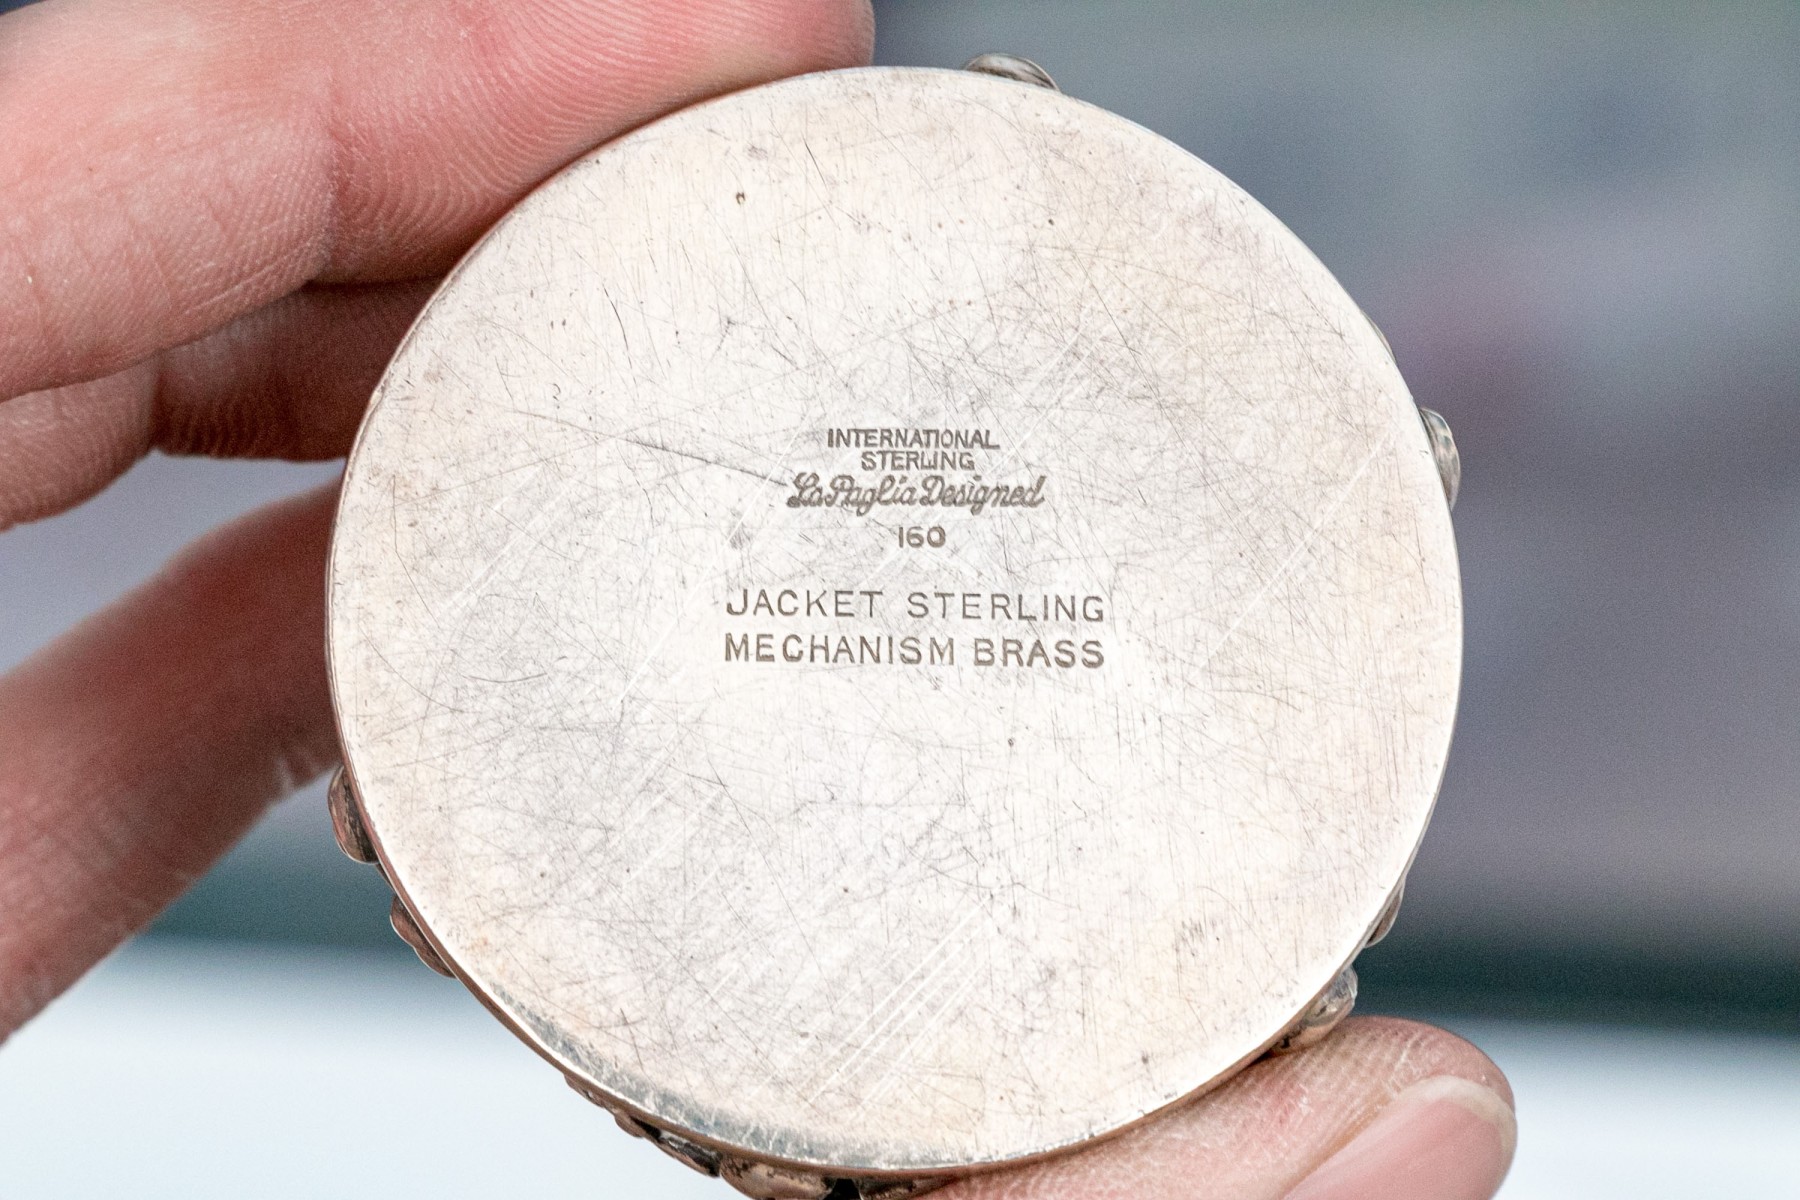 INTERNATIONAL
STERLING
La Paglia Designed
160
JACKET STERLING
MECHANISM BRASS